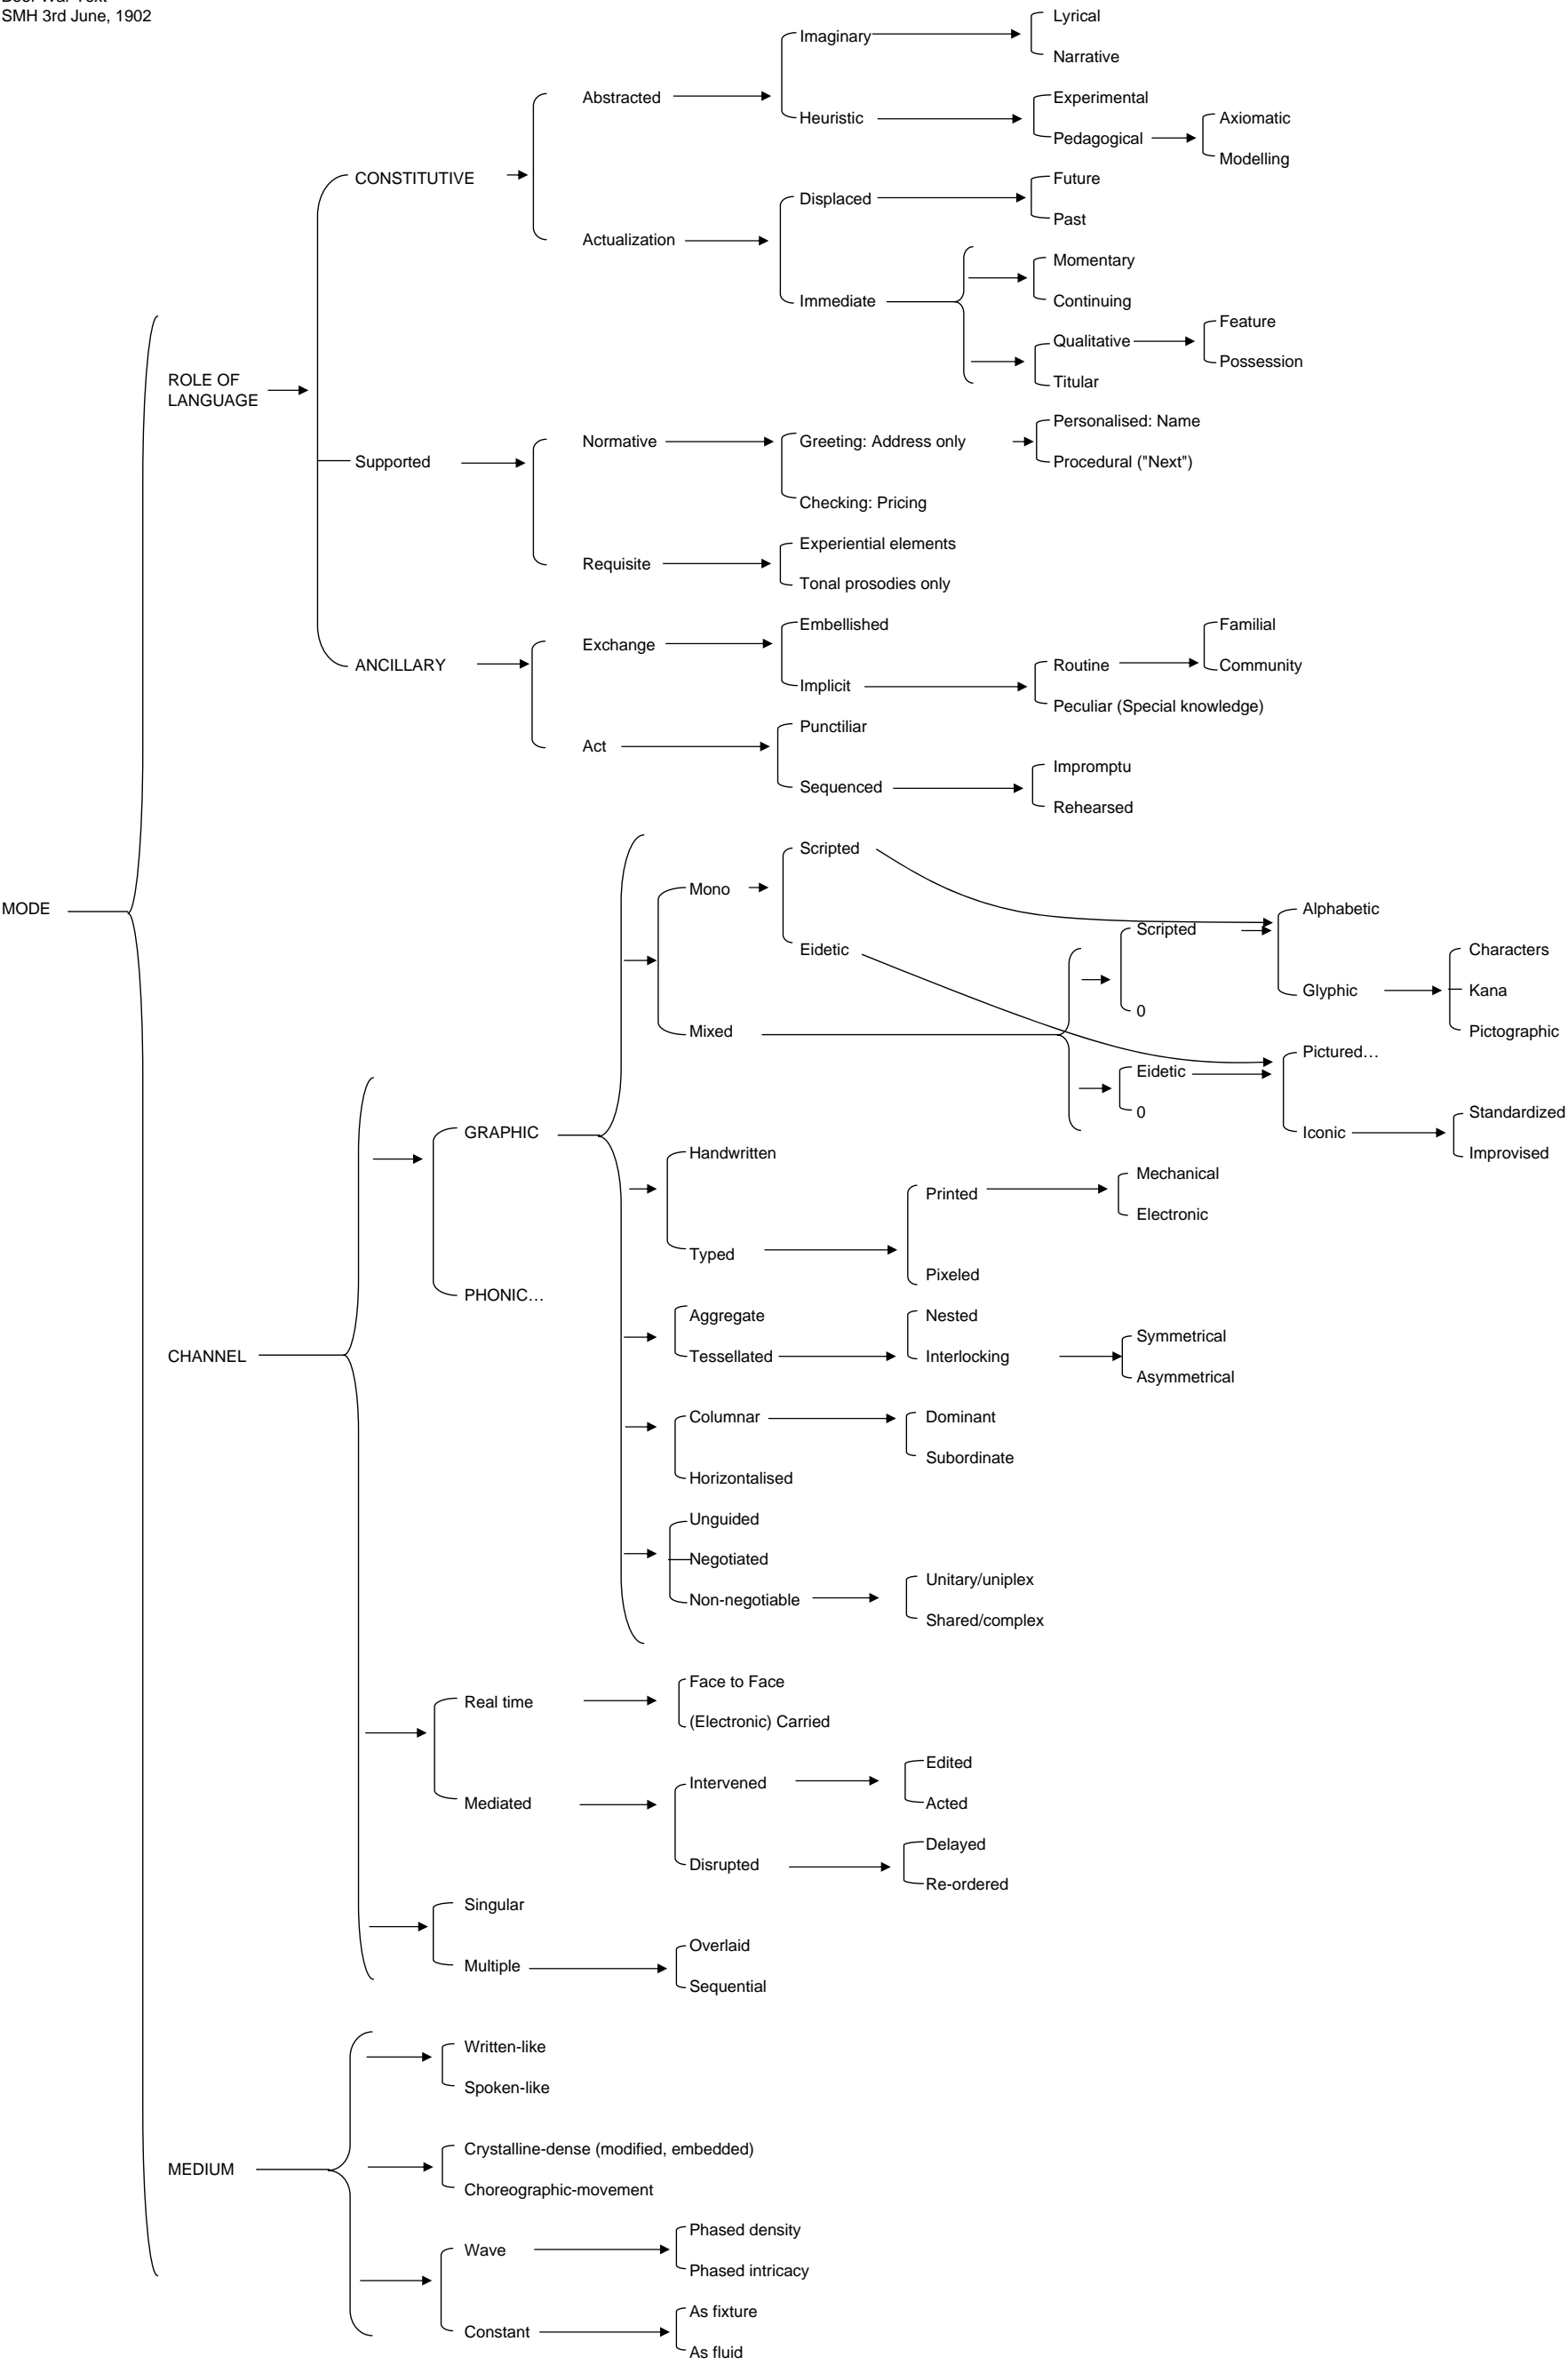 Boer War Text
SMH 3rd June, 1902
Lyrical
Imaginary
Narrative
Abstracted
Experimental
Heuristic
Axiomatic
Pedagogical
Modelling
CONSTITUTIVE
Future
Displaced
Past
Actualization
Momentary
Immediate
Continuing
Feature
Qualitative
Possession
Titular
ROLE OF
LANGUAGE
Personalised: Name
Normative
Greeting: Address only
Supported
Procedural ("Next")
Checking: Pricing
Experiential elements
Requisite
Tonal prosodies only
Embellished
Familial
Exchange
ANCILLARY
Routine
Community
Implicit
Peculiar (Special knowledge)
Punctiliar
Act
Impromptu
Sequenced
Rehearsed
Scripted
Mono
MODE
Alphabetic
Scripted
Eidetic
Characters
Glyphic
Kana
0
Mixed
Pictographic
Pictured…
Eidetic
0
Standardized
GRAPHIC
Iconic
Handwritten
Improvised
Mechanical
Printed
Electronic
Typed
Pixeled
PHONIC…
Aggregate
Nested
Symmetrical
CHANNEL
Tessellated
Interlocking
Asymmetrical
Columnar
Dominant
Subordinate
Horizontalised
Unguided
Negotiated
Unitary/uniplex
Non-negotiable
Shared/complex
Face to Face
Real time
(Electronic) Carried
Edited
Intervened
Mediated
Acted
Delayed
Disrupted
Re-ordered
Singular
Overlaid
Multiple
Sequential
Written-like
Spoken-like
Crystalline-dense (modified, embedded)
MEDIUM
Choreographic-movement
Phased density
Wave
Phased intricacy
As fixture
Constant
As fluid